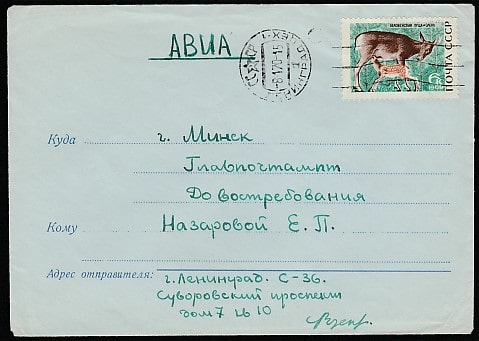 АВИА
ПОЧТА СССР
Куда
г. Минск
Главпочтампт
До востребования
Кому
Назаровой Е. П.
Адрес отправителя:
г. Ленинград С-36.
Суворовский проспект
дом 7 кв 10